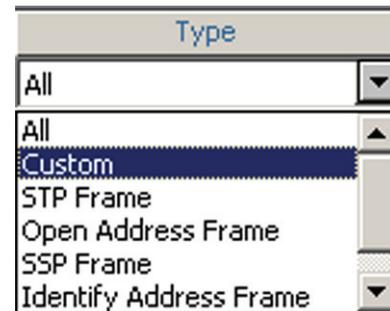 Type
All
All
Custom
STP Frame
Open Address Frame
SSP Frame
Identify Address Frame